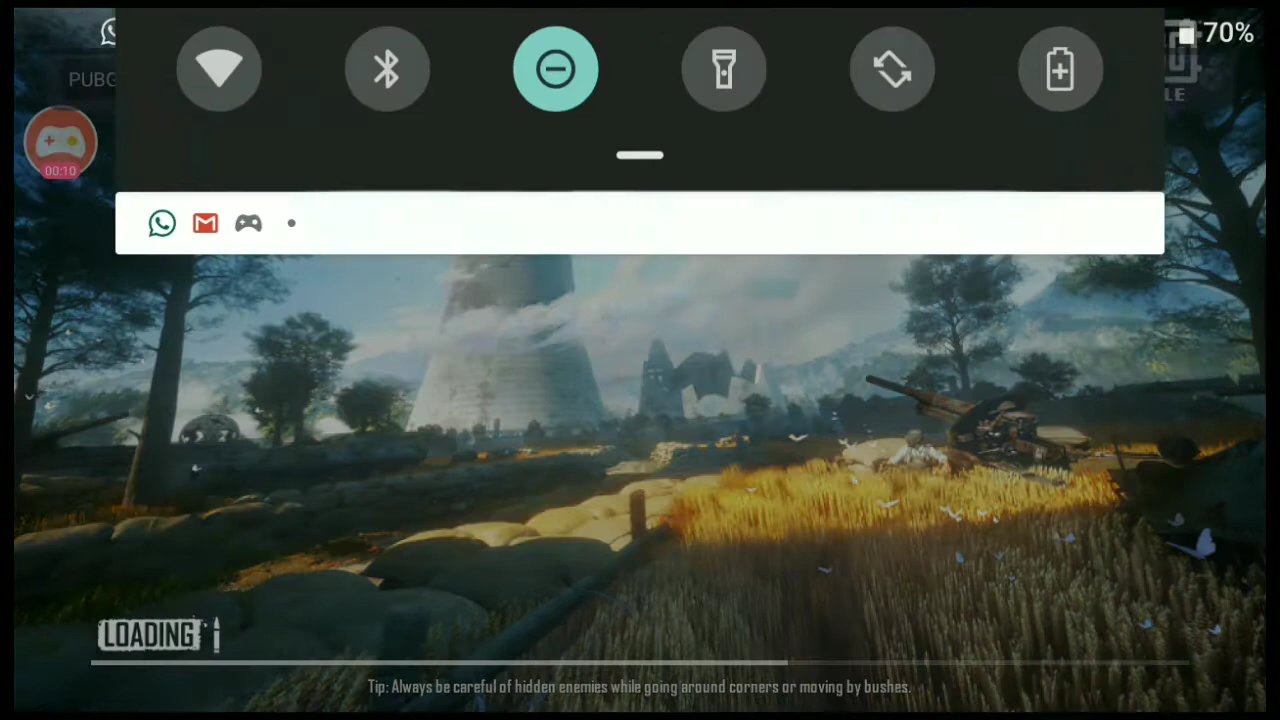 70%
PUBG
LE
00:10
LOADING
Tip: Always be careful of hidden enemies while going around corners or moving by bushes.